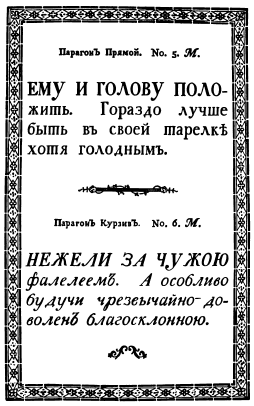 Парагонъ Прямой. No. 5. М.
ЕМУ И ГОЛОВУ ПОЛО-
жить. Гораздо лучше
быть въ своей тарелкѣ
хотя голоднымъ.
Парагонъ Курзивъ. No. 6. М.
НЕЖЕЛИ ЗА ЧУЖОЮ
фалелеемъ. А особливо
будучи чрезвычайно-до-
воленъ благосклонною.